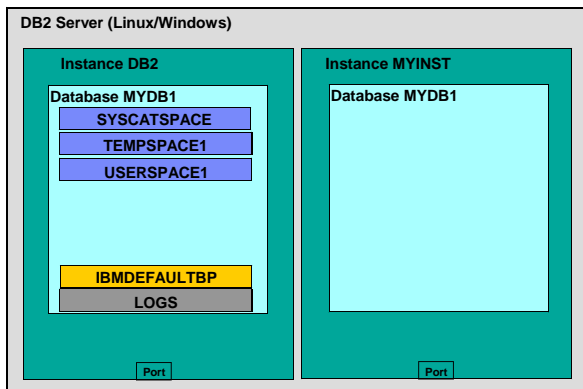 DB2 Server (Linux/Windows)
Instance DB2
Database MYDB1
SYSCATSPACE
TEMPSPACE1
USERSPACE1
IBMDEFAULTBP
LOGS
Port
Instance MYINST
Database MYDB1
Port